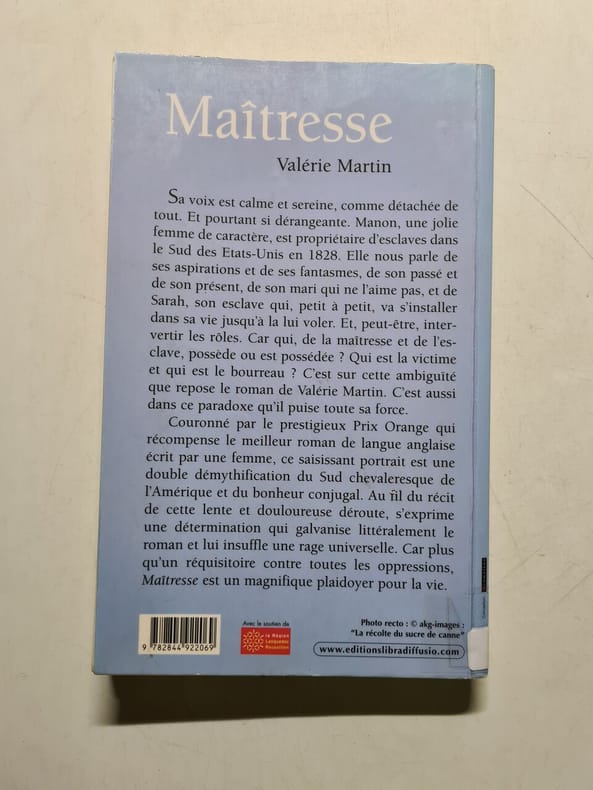 Maîtresse
Valérie Martin
Sa voix est calme et sereine, comme détachée de
tout. Et pourtant si dérangeante. Manon, une jolie
femme de caractère, est propriétaire d'esclaves dans
le Sud des Etats-Unis en 1828. Elle nous parle de
ses aspirations et de ses fantasmes, de son passé et
de son présent, de son mari qui ne l'aime pas, et de
Sarah, son esclave qui, petit à petit, va s'installer
dans sa vie jusqu'à la lui voler. Et, peut-être, inter-
vertir les rôles. Car qui, de la maîtresse et de l'es-
clave, possède ou est possédée ? Qui est la victime
et qui est le bourreau ? C'est sur cette ambiguïté
que repose le roman de Valérie Martin. C'est aussi
dans ce paradoxe qu'il puise toute sa force.
Couronné par le prestigieux Prix Orange qui
récompense le meilleur roman de langue anglaise
écrit par une femme, ce saisissant portrait est une
double démythification du Sud chevaleresque de
l'Amérique et du bonheur conjugal. Au fil du récit
de cette lente et douloureuse déroute, s'exprime
une détermination qui galvanise littéralement le
roman et lui insuffle une rage universelle. Car plus
qu'un réquisitoire contre toutes les oppressions,
Maîtresse est un magnifique plaidoyer pour la vie.
9 782844 922069
Avec le soutien de
la Région
Languedoc
Roussillon
Photo recto : © akg-images :
"La récolte du sucre de canne"
www.editionslibradiffusio.com